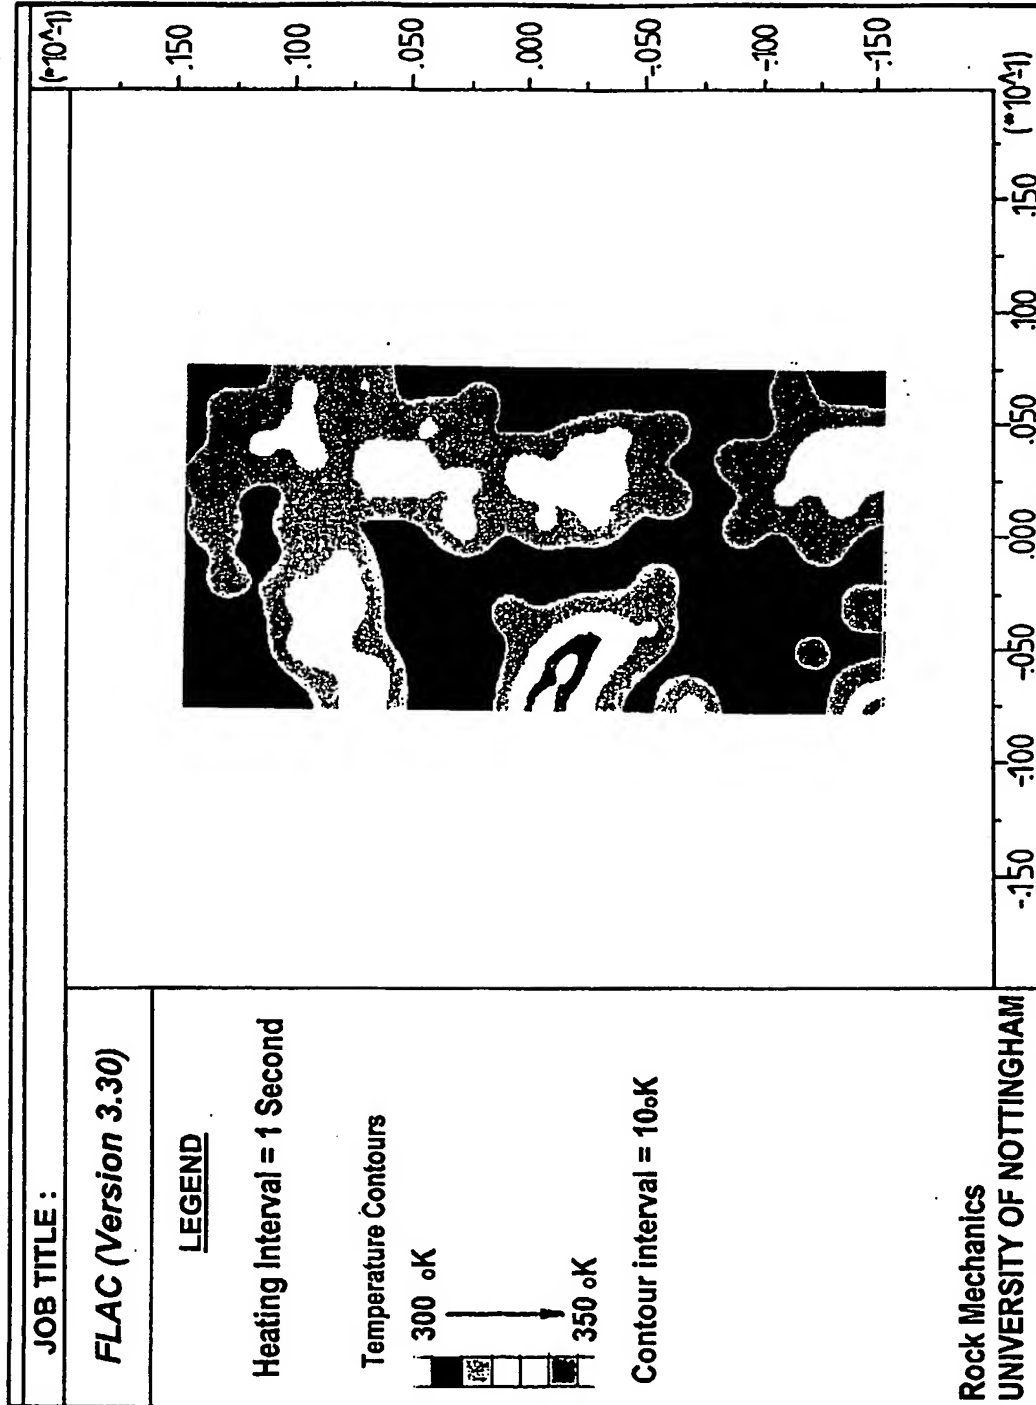 JOB TITLE :
FLAC (Version 3.30)
LEGEND
Heating Interval = 1 Second
Temperature Contours
300 oK
350 oK
Contour interval = 10oK
Rock Mechanics
UNIVERSITY OF NOTTINGHAM
(*10^-1)
.150
.100
.050
.000
-.050
-.100
-.150
-.150
-.100
-.050
.000
.050
.100
.150
(*10^-1)